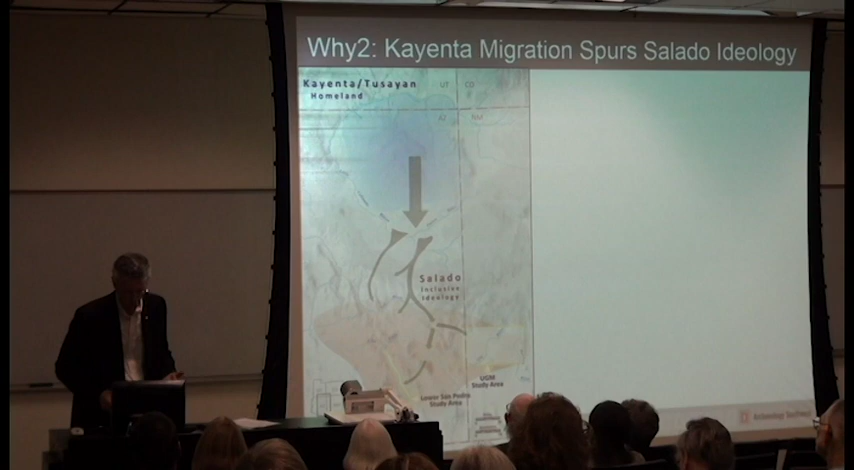 Why2: Kayenta Migration Spurs Salado Ideology
Kayenta/Tusayan
Homeland
UT CO
AZ NM
Salado
Inclusive
Ideology
UGM
Study Area
Lower San Pedro
Study Area
Archaeology Southwest